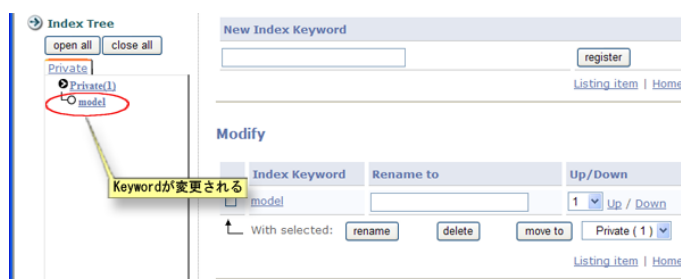 Index Tree
open all close all
Private
Private(1)
model
Keywordが変更される
New Index Keyword
register
Listing item | Home
Modify
Index Keyword Rename to Up/Down
model 1 Up / Down
With selected: rename delete move to Private ( 1 )
Listing item | Home